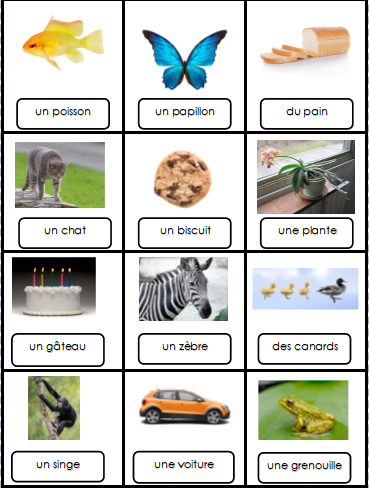 un poisson
un papillon
du pain
un chat
un biscuit
une plante
un gâteau
un zèbre
des canards
un singe
une voiture
une grenouille